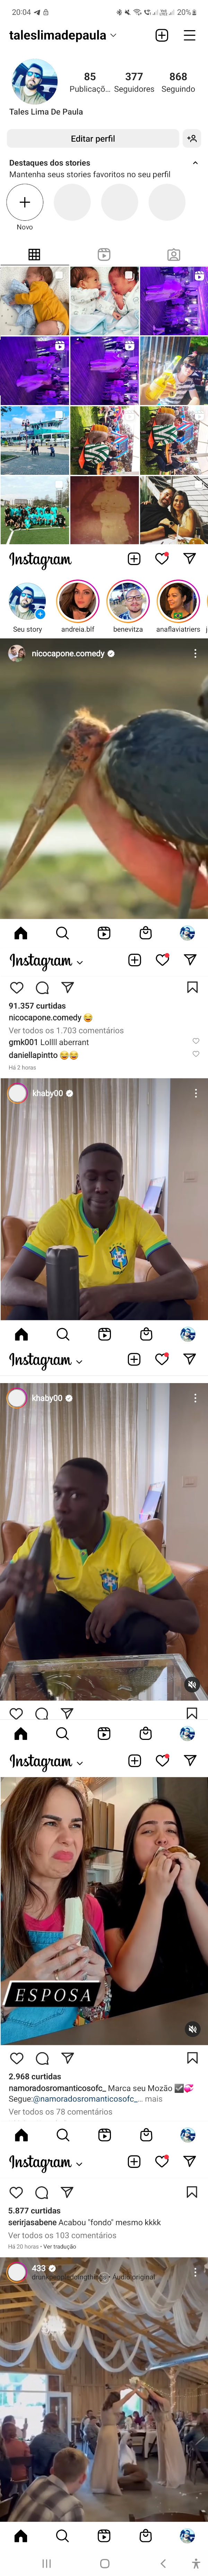 20:04
20%
taleslimadepaula
85
377
868
Publicaçõ...
Seguidores
Seguindo
Tales Lima De Paula
Editar perfil
Destaques dos stories
Mantenha seus stories favoritos no seu perfil
Novo
Instagram
Seu story
andreia.blf
benevitza
anaflaviatriers
nicocapone.comedy
Instagram
91.357 curtidas
nicocapone.comedy 😂
Ver todos os 1.703 comentários
gmk001 Lollll aberrant
daniellapintto 😂😂
Há 2 horas
khaby00
Instagram
khaby00
Instagram
ESPOSA
2.968 curtidas
namoradosromanticosofc_ Marca seu Mozão ☑️💞
Segue:@namoradosromanticosofc_... mais
Ver todos os 78 comentários
Instagram
5.877 curtidas
serirjasabene Acabou "fondo" mesmo kkkk
Ver todos os 103 comentários
Há 20 horas • Ver tradução
433
drunkpeopledoingthings • Áudio original